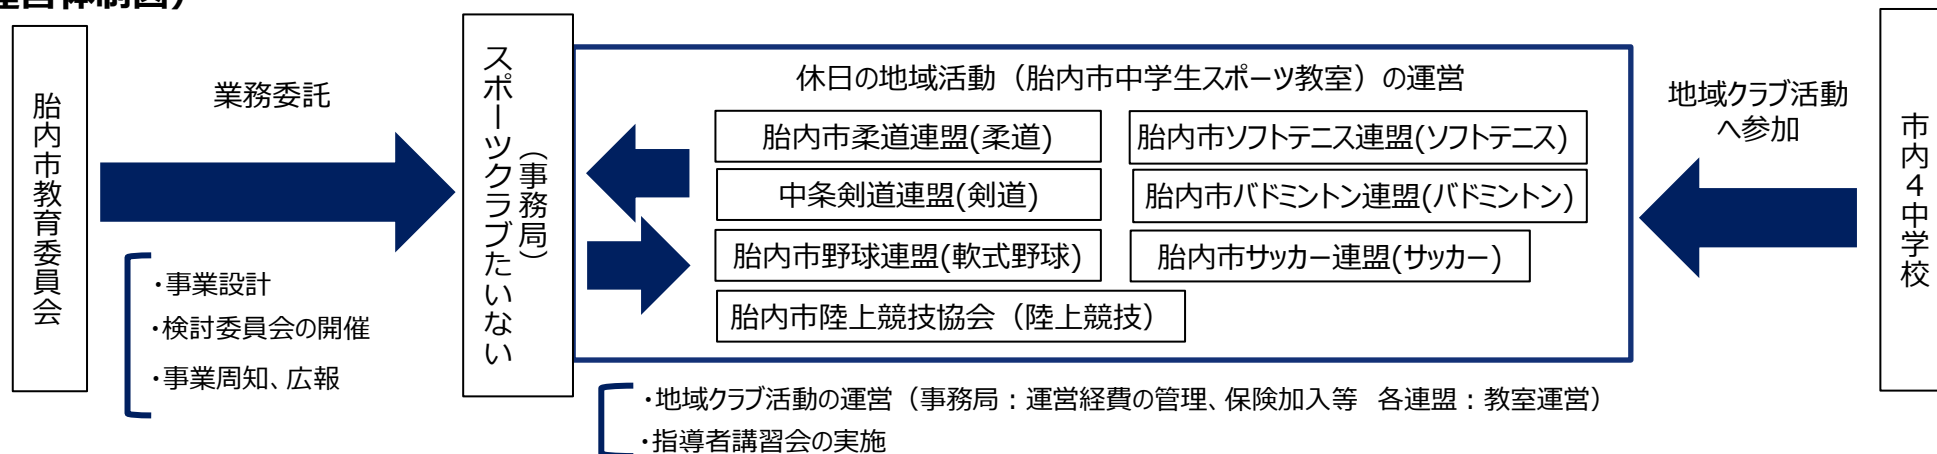 運営体制図）
胎内市教育委員会
業務委託
・事業設計
・検討委員会の開催
・事業周知、広報
スポーツクラブたいない
（事務局）
休日の地域活動（胎内市中学生スポーツ教室）の運営
胎内市柔道連盟(柔道)
胎内市ソフトテニス連盟(ソフトテニス)
中条剣道連盟(剣道)
胎内市バドミントン連盟(バドミントン)
胎内市野球連盟(軟式野球)
胎内市サッカー連盟(サッカー)
胎内市陸上競技協会（陸上競技）
・地域クラブ活動の運営（事務局：運営経費の管理、保険加入等　各連盟：教室運営）
・指導者講習会の実施
地域クラブ活動
へ参加
市内４中学校